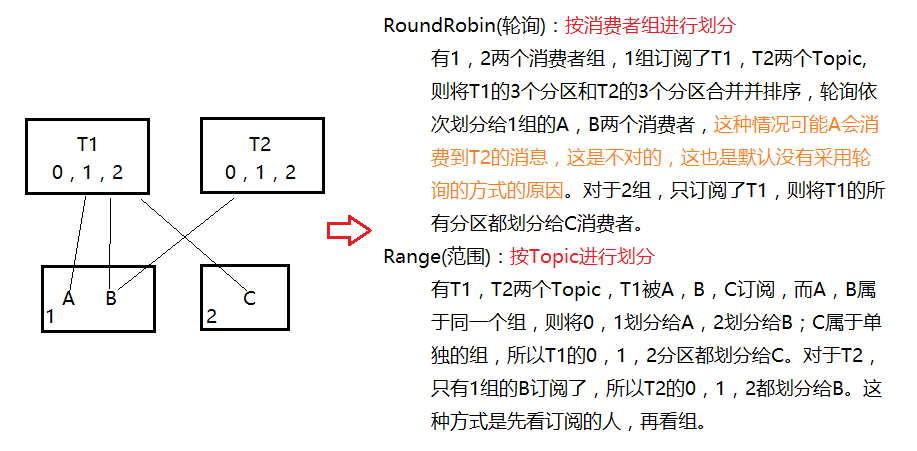 T1
0，1，2
T2
0，1，2
A
B
1
C
2
RoundRobin(轮询)：按消费者组进行划分
有1，2两个消费者组，1组订阅了T1，T2两个Topic,
则将T1的3个分区和T2的3个分区合并并排序，轮询依
次划分给1组的A，B两个消费者，这种情况可能A会消
费到T2的消息，这是不对的，这也是默认没有采用轮
询的方式的原因。对于2组，只订阅了T1，则将T1的所
有分区都划分给C消费者。
Range(范围)：按Topic进行划分
有T1，T2两个Topic，T1被A，B，C订阅，而A，B属
于同一个组，则将0，1划分给A，2划分给B；C属于单
独的组，所以T1的0，1，2分区都划分给C。对于T2，
只有1组的B订阅了，所以T2的0，1，2都划分给B。这
种方式是先看订阅的人，再看组。